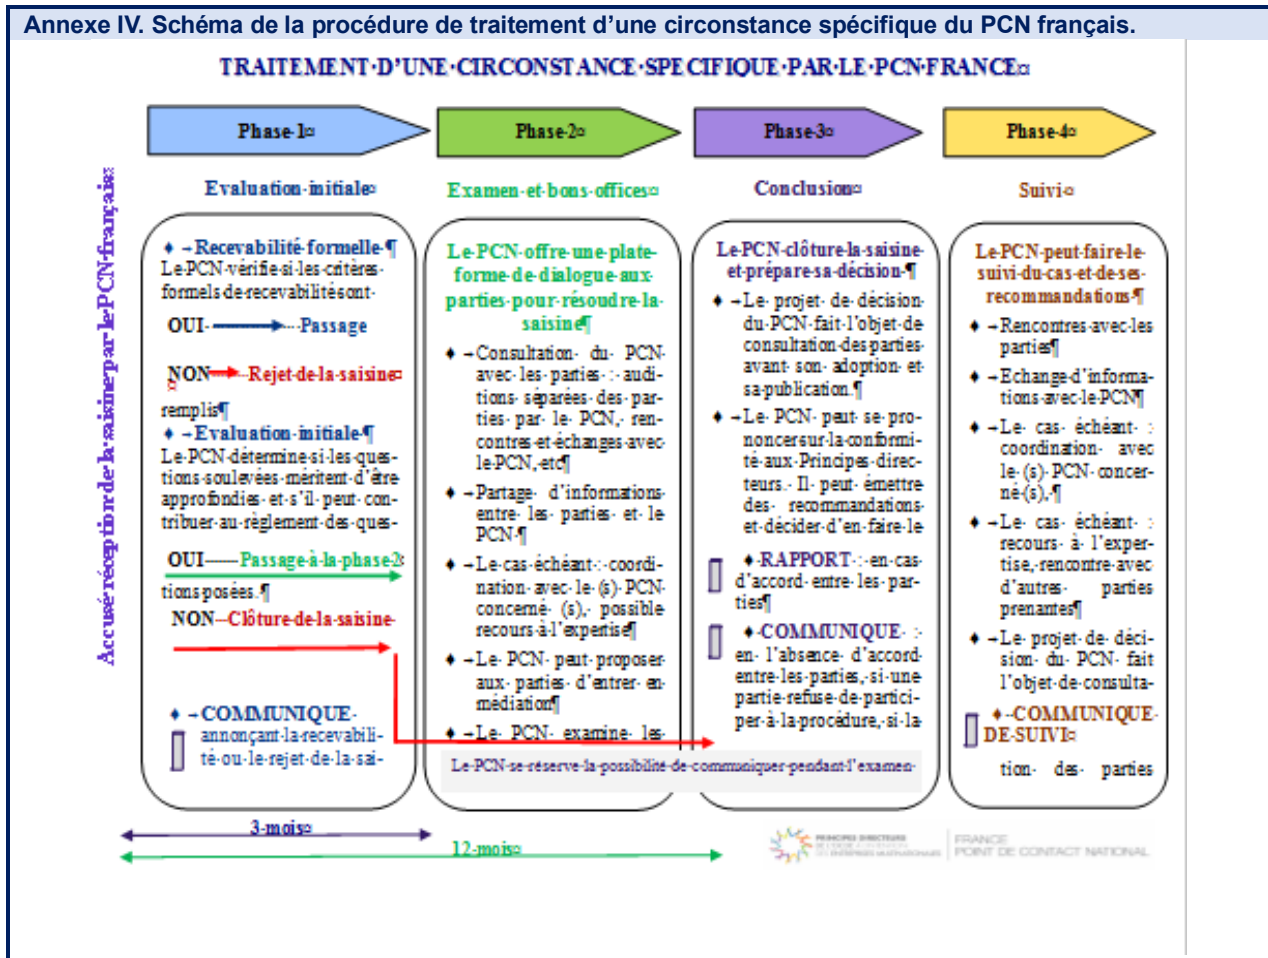 Annexe IV. Schéma de la procédure de traitement d’une circonstance spécifique du PCN français.
TRAITEMENT·D’UNE·CIRCONSTANCE·SPECIFIQUE·PAR·LE·PCN·FRANCE¤
Phase·1¤
Phase·2¤
Phase·3¤
Phase·4¤
Accusé·réception·de·la·saisine·par·le·PCN·français¤
Evaluation·initiale¤
♦→Recevabilité·formelle·¶
Le·PCN·vérifie·si·les·critères·
formels·de·recevabilité·sont·
OUI-······Passage
NON·····Rejet·de·la·saisine¤
¤
remplis¶
♦→Evaluation·initiale·¶
Le·PCN·détermine·si·les·ques-
tions·soulevées·méritent·d’être·
approfondies·et·s’il·peut·con-
tribuer·au·règlement·des·ques-
OUI-------Passage·à·la·phase·2¤
tions·posées.¶
NON---Clôture·de·la·saisine·
♦→COMMUNIQUE·
annonçant·la·recevabili-
té·ou·le·rejet·de·la·sai-
Examen·et·bons·offices¤
Le·PCN·offre·une·plate-
forme·de·dialogue·aux·
parties·pour·résoudre·la·
saisine¶
♦→Consultation·du·PCN·
avec·les·parties·:·audi-
tions·séparées·des·par-
ties·par·le·PCN,·ren-
contres·et·échanges·avec·
le·PCN,·etc¶
♦→Partage·d’informations·
entre·les·parties·et·le·
PCN·¶
♦→Le·cas·échéant·:·coordi-
nation·avec·le·(s)·PCN·
concerné·(s),·possible·
recours·à·l’expertise¶
♦→Le·PCN·peut·proposer·
aux·parties·d’entrer·en·
médiation¶
♦→Le·PCN·examine·les·
Conclusion¤
Le·PCN·clôture·la·saisine·
et·prépare·sa·décision·¶
♦→Le·projet·de·décision·
du·PCN·fait·l’objet·de·
consultation·des·parties·
avant·son·adoption·et·
sa·publication.¶
♦→Le·PCN·peut·se·pro-
noncer·sur·la·conformi-
té·aux·Principes·direc-
teurs.·Il·peut·émettre·
des·recommandations·
et·décider·d’en·faire·le·
♦·RAPPORT·:·en·cas·
d’accord·entre·les·par-
ties¶
♦·COMMUNIQUE·:·
en·l’absence·d’accord·
entre·les·parties,·si·une·
partie·refuse·de·partici-
per·à·la·procédure,·si·la·
Le·PCN·se·réserve·la·possibilité·de·communiquer·pendant·l’examen·
Suivi·¤
Le·PCN·peut·faire·le·
suivi·du·cas·et·de·ses·
recommandations·¶
♦→Rencontres·avec·les·
parties¶
♦→Echange·d’informa-
tions·avec·le·PCN¶
♦→Le·cas·échéant·:·
coordination·avec·
le·(s)·PCN·concer-
né·(s),·¶
♦→Le·cas·échéant·:·
recours·à·l’exper-
tise,·rencontre·avec·
d’autres·parties·
prenantes¶
♦→Le·projet·de·déci-
sion·du·PCN·fait·
l’objet·de·consulta-
♦·-COMMUNIQUE·
DE·SUIVI¤
tion·des·parties
3·mois¤
12·mois¤
PRINCIPES DIRECTEURS
DE L’OCDE À L’INTENTION
DES ENTREPRISES MULTINATIONALES
FRANCE
POINT DE CONTACT NATIONAL